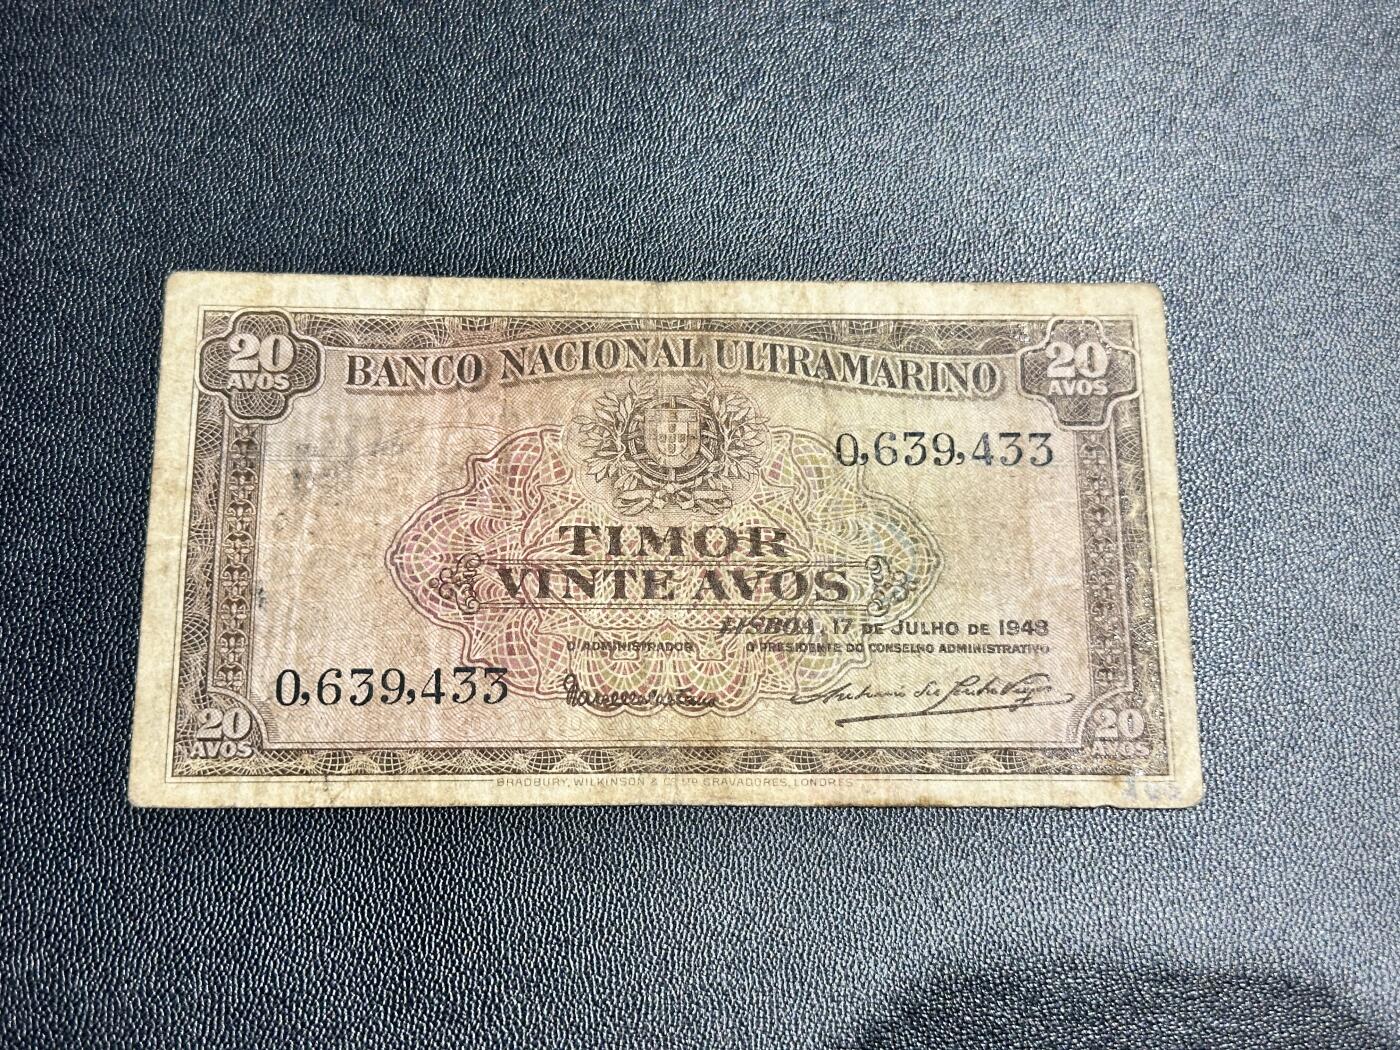 20 AVOS
BANCO NACIONAL ULTRAMARINO
20 AVOS
0,639,433
TIMOR
VINTE AVOS
LISBOA, 17 DE JULHO DE 1948
O ADMINISTRADOR
O PRESIDENTE DO CONSELHO ADMINISTRATIVO
0,639,433
20 AVOS
20 AVOS
BRADBURY, WILKINSON & Cº Lᵈᵃ GRAVADORES, LONDRES